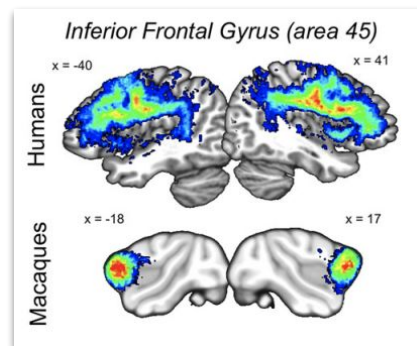 Inferior Frontal Gyrus (area 45)
x = -40
x = 41
Humans
x = -18
x = 17
Macaques